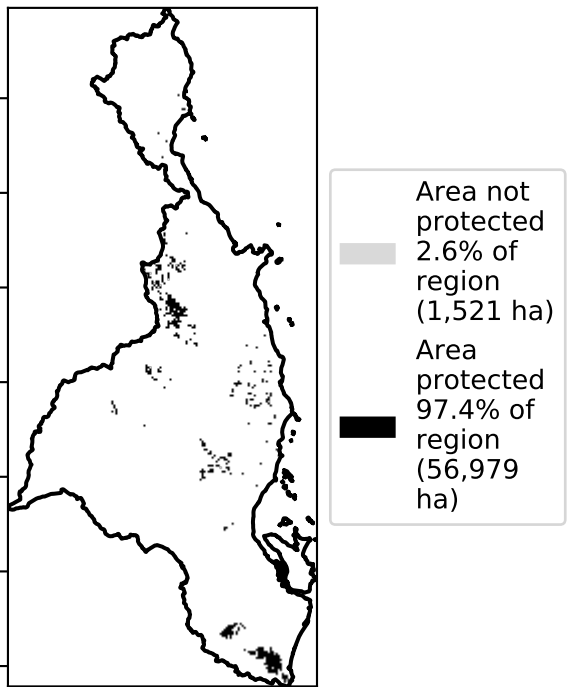 Area not
protected
2.6% of
region
(1,521 ha)
Area
protected
97.4% of
region
(56,979
ha)